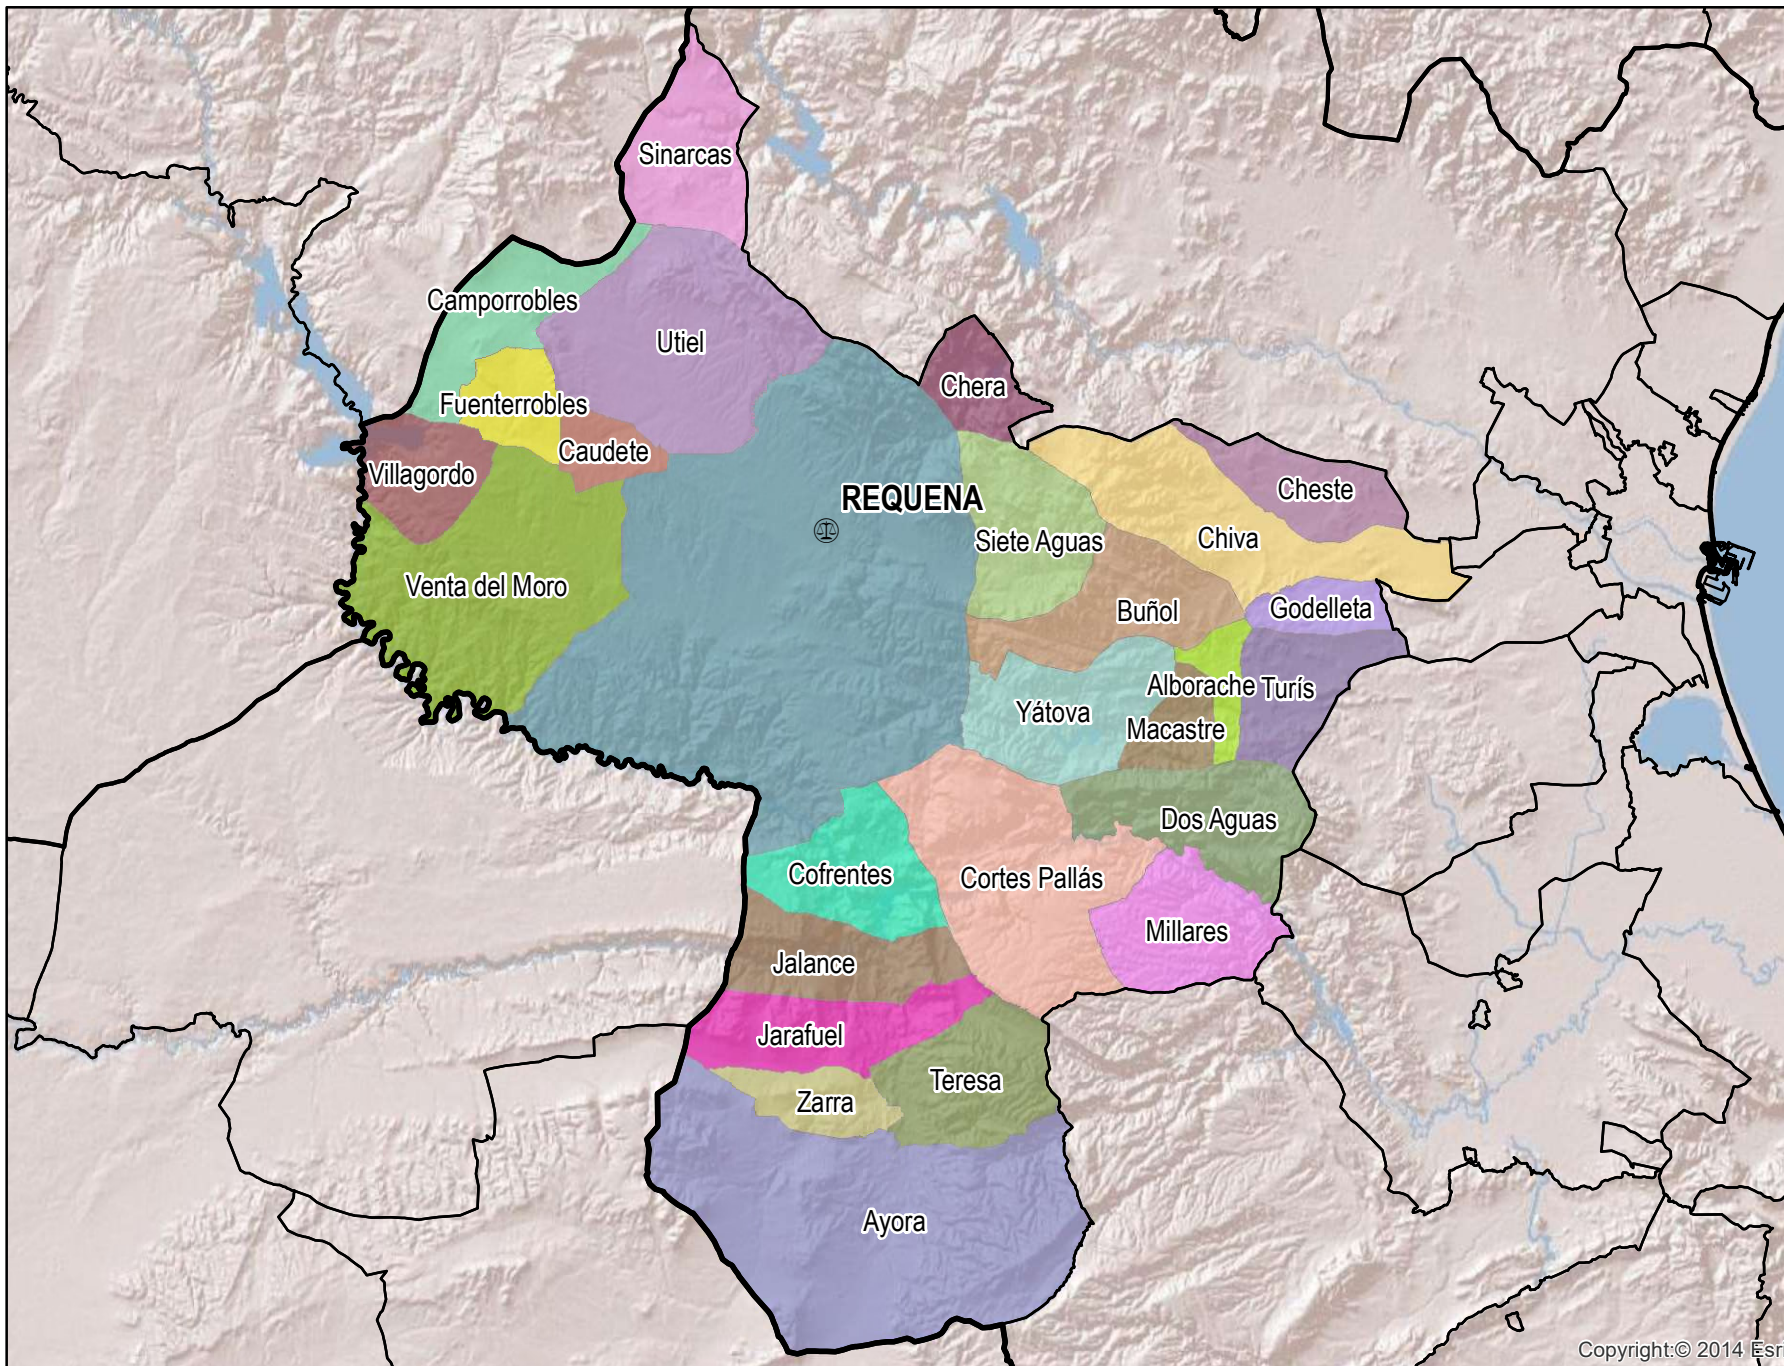 Sinarcas
Camporrobles
Utiel
Chera
Fuenterrobles
Caudete
Villagordo
Cheste
REQUENA
Siete Aguas
Chiva
Venta del Moro
Buñol
Godelleta
Alborache
Turís
Yátova
Macastre
Dos Aguas
Cofrentes
Cortes Pallás
Millares
Jalance
Jarafuel
Teresa
Zarra
Ayora
Copyright:© 2014 Esri